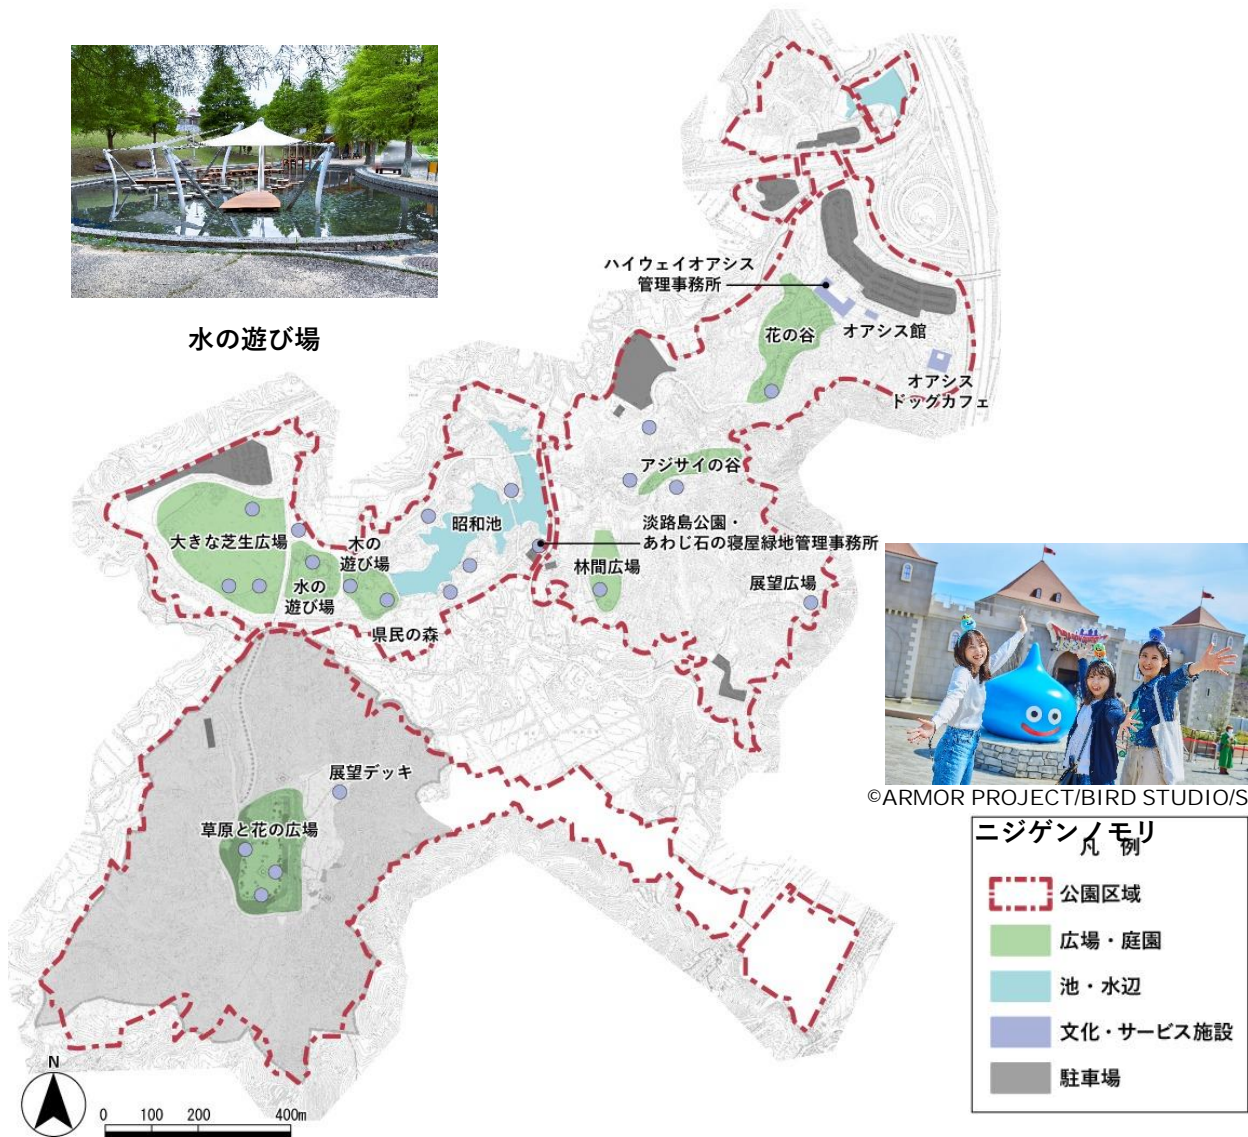 水の遊び場
ハイウェイオアシス
管理事務所
花の谷
オアシス館
オアシス
ドッグカフェ
アジサイの谷
昭和池
淡路島公園・
あわじ石の寝屋緑地管理事務所
大きな芝生広場
木の
遊び場
水の
遊び場
林間広場
展望広場
県民の森
展望デッキ
草原と花の広場
©ARMOR PROJECT/BIRD STUDIO/S
ニジゲンノモリ
凡 例
公園区域
広場・庭園
池・水辺
文化・サービス施設
駐車場
N
0 100 200 400m